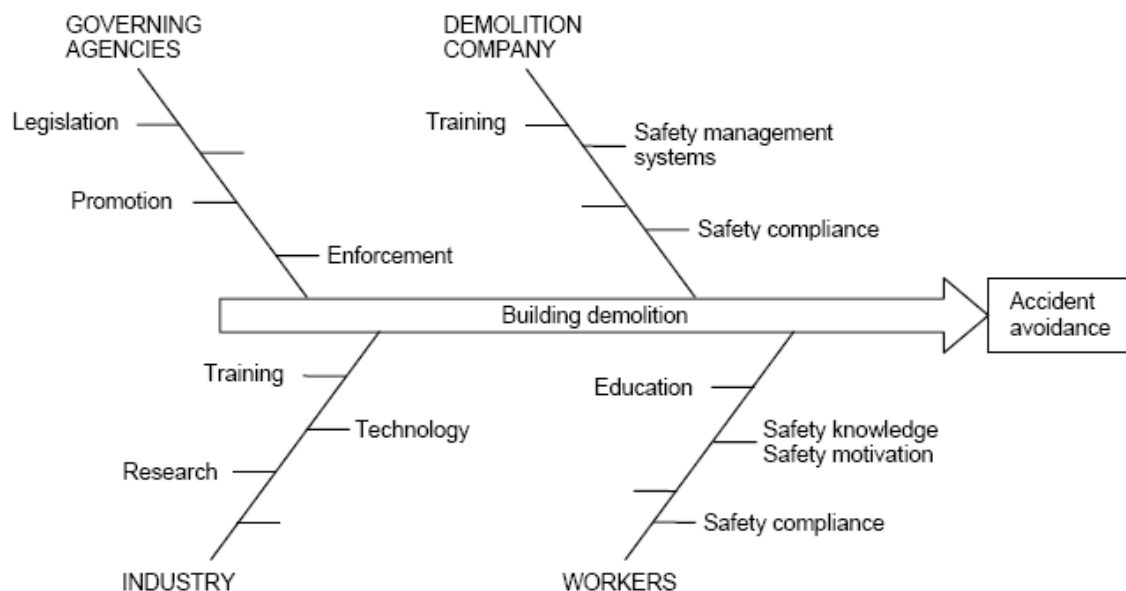 GOVERNING
AGENCIES
DEMOLITION
COMPANY
Legislation
Training
Safety management
systems
Promotion
Safety compliance
Enforcement
Building demolition
Accident
avoidance
Training
Education
Technology
Safety knowledge
Safety motivation
Research
Safety compliance
INDUSTRY
WORKERS